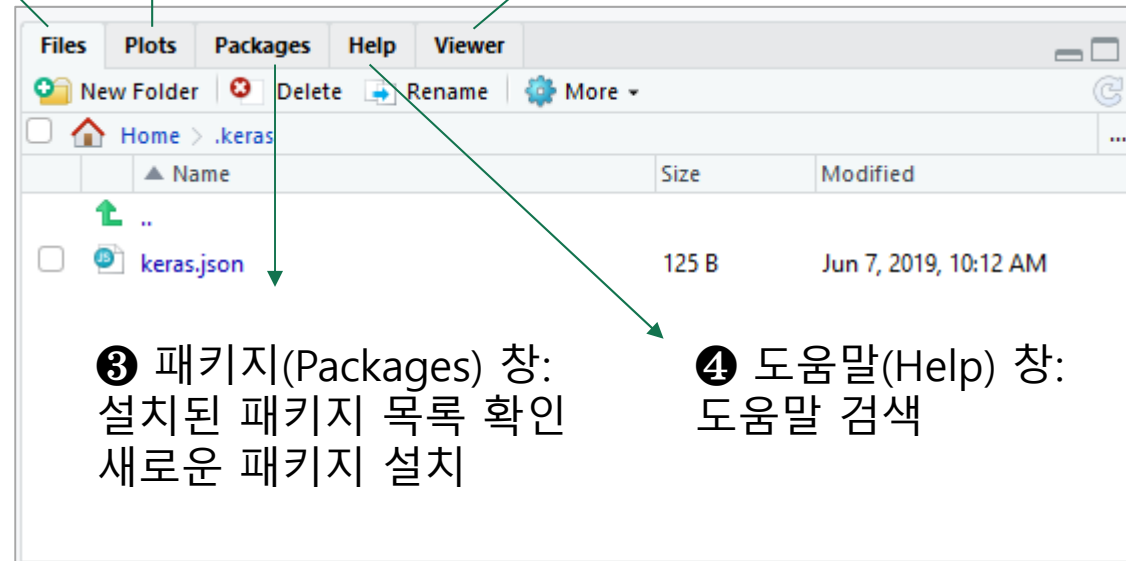 Files Plots Packages Help Viewer
New Folder Delete Rename More
Home > .keras
...
Name Size Modified
..
keras.json 125 B Jun 7, 2019, 10:12 AM
❸ 패키지(Packages) 창:
설치된 패키지 목록 확인
새로운 패키지 설치
❹ 도움말(Help) 창:
도움말 검색